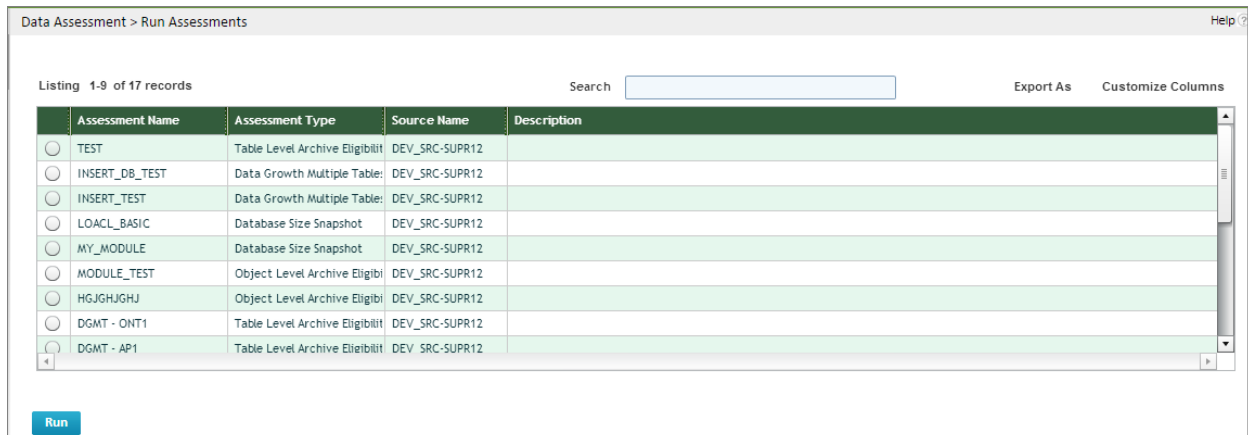 Data Assessment > Run Assessments Help ?
Listing 1-9 of 17 records Search Export As Customize Columns
Assessment Name Assessment Type Source Name Description
TEST Table Level Archive Eligibilit DEV_SRC-SUPR12
INSERT_DB_TEST Data Growth Multiple Table: DEV_SRC-SUPR12
INSERT_TEST Data Growth Multiple Table: DEV_SRC-SUPR12
LOACL_BASIC Database Size Snapshot DEV_SRC-SUPR12
MY_MODULE Database Size Snapshot DEV_SRC-SUPR12
MODULE_TEST Object Level Archive Eligibi DEV_SRC-SUPR12
HGJGHJGHJ Object Level Archive Eligibi DEV_SRC-SUPR12
DGMT - ONT1 Table Level Archive Eligibilit DEV_SRC-SUPR12
DGMT - AP1 Table Level Archive Eligibilit DEV_SRC-SUPR12
Run